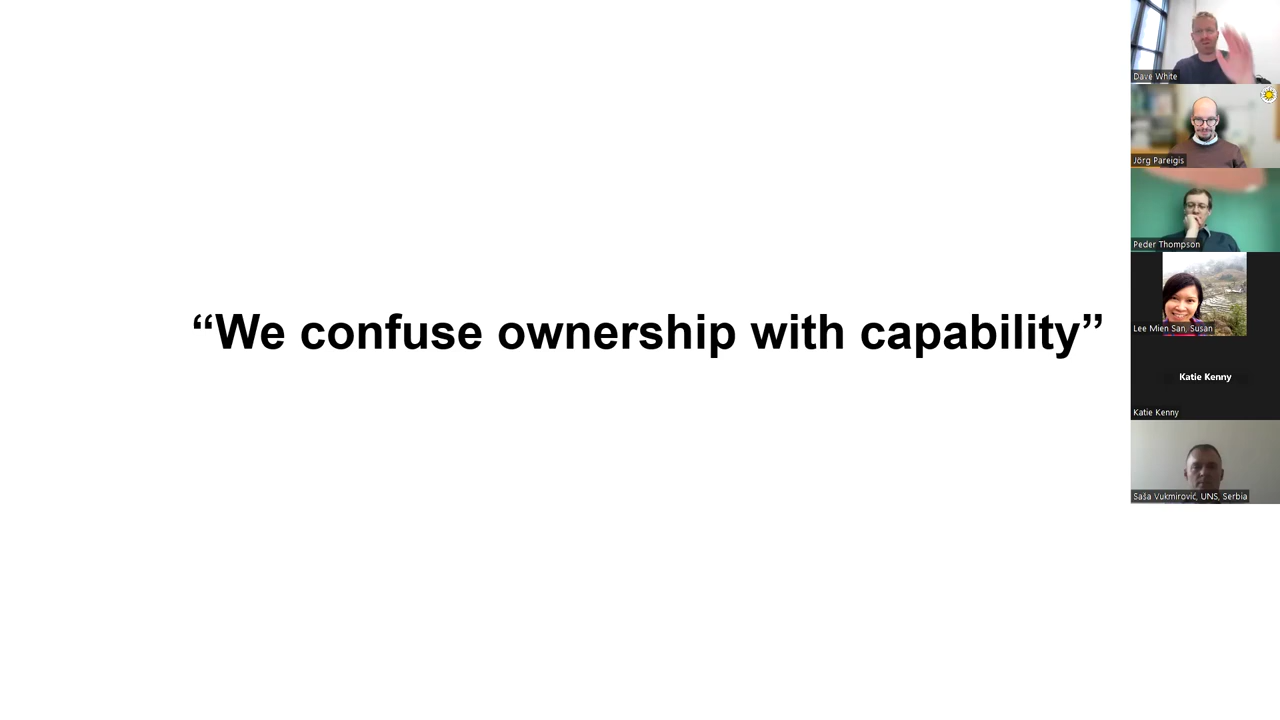 “We confuse ownership with capability”
Dave White
Jörg Pareigis
Peder Thompson
Lee Mien San, Susan
Katie Kenny
Katie Kenny
Saša Vukmirović, UNS, Serbia